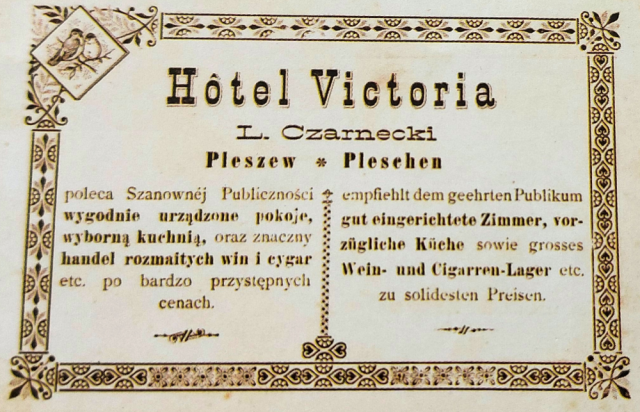 Hôtel Victoria
L. Czarnecki
Pleszew * Pleschen
poleca Szanownéj Publiczności
wygodnie urządzone pokoje,
wyborną kuchnią, oraz znaczny
handel rozmaitych win i cygar
etc. po bardzo przystępnych
cenach.
empfiehlt dem geehrten Publikum
gut eingerichtete Zimmer, vor-
zügliche Küche sowie grosses
Wein- und Cigarren-Lager etc.
zu solidesten Preisen.